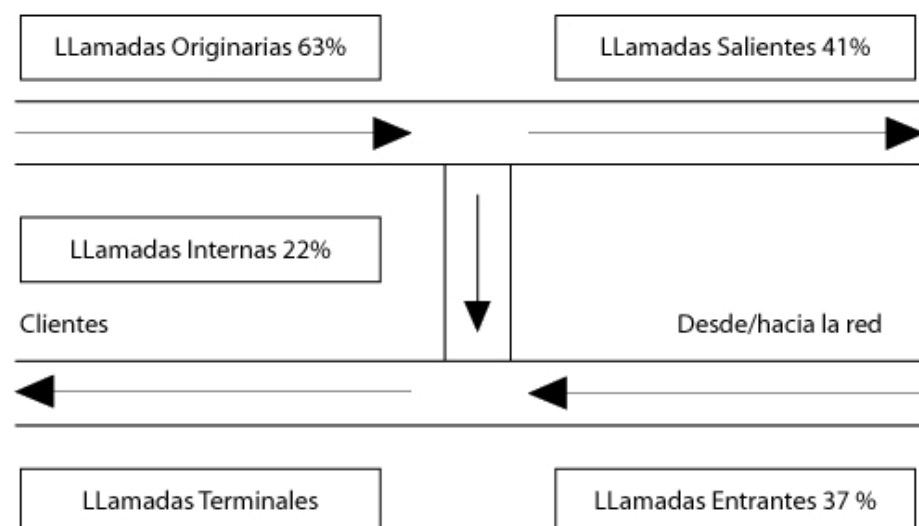 LLamadas Originarias 63%
LLamadas Salientes 41%
LLamadas Internas 22%
Clientes
Desde/hacia la red
LLamadas Terminales
LLamadas Entrantes 37 %